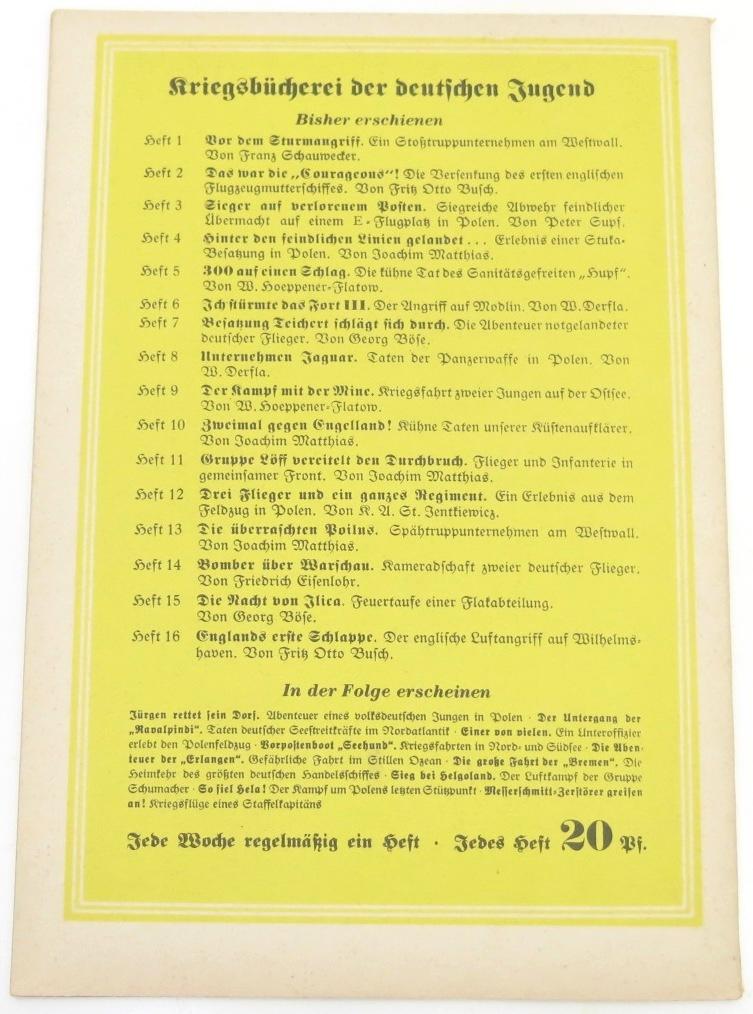 Kriegsbücherei der deutschen Jugend
Bisher erschienen
Heft 1 Vor dem Sturmangriff. Ein Stoßtruppunternehmen am Westwall.
Von Franz Schauwecker.
Heft 2 Das war die „Courageous“! Die Versenkung des ersten englischen
Flugzeugmutterschiffes. Von Fritz Otto Busch.
Heft 3 Sieger auf verlorenem Posten. Siegreiche Abwehr feindlicher
Übermacht auf einem E-Flugplatz in Polen. Von Peter Supf.
Heft 4 Hinter den feindlichen Linien gelandet... Erlebnis einer Stuka-
Besatzung in Polen. Von Joachim Matthias.
Heft 5 300 auf einen Schlag. Die kühne Tat des Sanitätsgefreiten „Hupf“.
Von W. Hoeppener-Flatow.
Heft 6 Ich stürmte das Fort III. Der Angriff auf Modlin. Von W. Derfla.
Heft 7 Besatzung Teichert schlägt sich durch. Die Abenteuer notgelandeter
deutscher Flieger. Von Georg Böse.
Heft 8 Unternehmen Jaguar. Taten der Panzerwaffe in Polen. Von
W. Derfla.
Heft 9 Der Kampf mit der Mine. Kriegsfahrt zweier Jungen auf der Ostsee.
Von W. Hoeppener-Flatow.
Heft 10 Zweimal gegen Engelland! Kühne Taten unserer Küstenaufklärer.
Von Joachim Matthias.
Heft 11 Gruppe Löff vereitelt den Durchbruch. Flieger und Infanterie in
gemeinsamer Front. Von Joachim Matthias.
Heft 12 Drei Flieger und ein ganzes Regiment. Ein Erlebnis aus dem
Feldzug in Polen. Von K. A. St. Jentkiewicz.
Heft 13 Die überraschten Poilus. Spähtruppunternehmen am Westwall.
Von Joachim Matthias.
Heft 14 Bomber über Warschau. Kameradschaft zweier deutscher Flieger.
Von Friedrich Eisenlohr.
Heft 15 Die Nacht von Ilica. Feuertaufe einer Flakabteilung.
Von Georg Böse.
Heft 16 Englands erste Schlappe. Der englische Luftangriff auf Wilhelms-
haven. Von Fritz Otto Busch.
In der Folge erscheinen
Jürgen rettet sein Dorf. Abenteuer eines volksdeutschen Jungen in Polen · Der Untergang der
„Rawalpindi“. Taten deutscher Seestreitkräfte im Nordatlantik · Einer von vielen. Ein Unteroffizier
erlebt den Polenfeldzug · Vorpostenboot „Seehund“. Kriegsfahrten in Nord- und Südsee · Die Aben-
teuer der „Erlangen“. Gefährliche Fahrt im Stillen Ozean · Die große Fahrt der „Bremen“. Die
Heimkehr des größten deutschen Handelsschiffes · Sieg bei Helgoland. Der Luftkampf der Gruppe
Schumacher · So fiel Hela! Der Kampf um Polens letzten Stützpunkt · Messerschmitt-Zerstörer greifen
an! Kriegsflüge eines Staffelkapitäns
Jede Woche regelmäßig ein Heft · Jedes Heft 20 Pf.